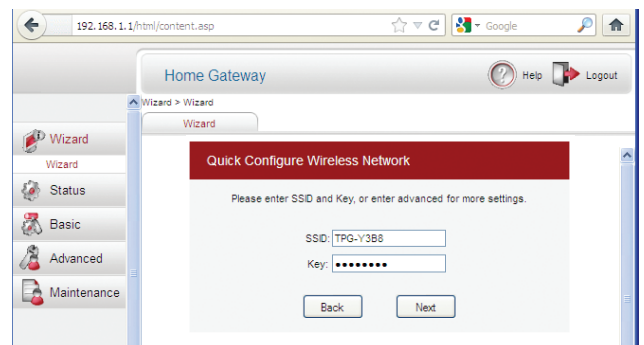 192.168.1.1/html/content.asp
Google
Home Gateway
Help
Logout
Wizard > Wizard
Wizard
Wizard
Wizard
Status
Basic
Advanced
Maintenance
Quick Configure Wireless Network
Please enter SSID and Key, or enter advanced for more settings.
SSID: TPG-Y3B8
Key: ••••••••
Back
Next